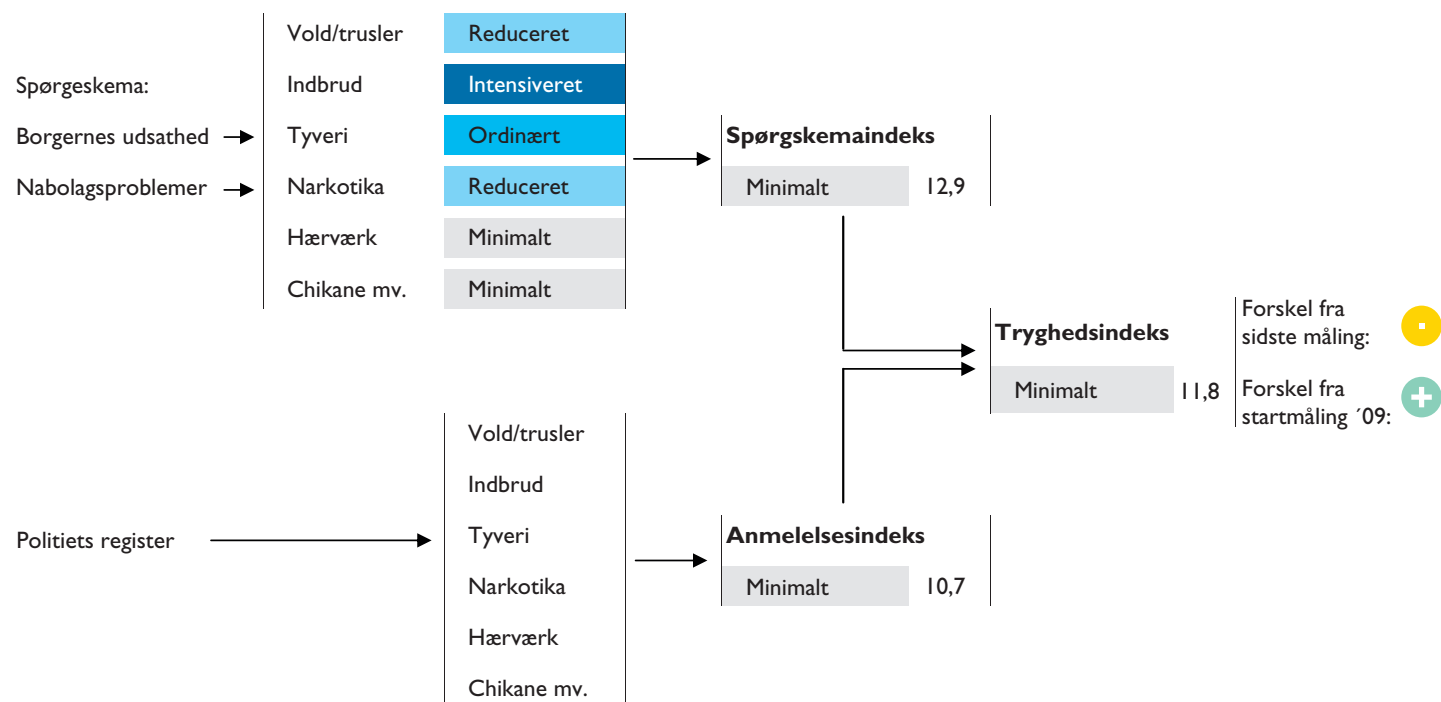 Vold/trusler Reduceret
Spørgeskema: Indbrud Intensiveret
Borgernes udsathed Tyveri Ordinært
Nabolagsproblemer Narkotika Reduceret
Hærværk Minimalt
Chikane mv. Minimalt
Spørgskemaindeks
Minimalt 12,9
Tryghedsindeks
Minimalt 11,8
Forskel fra
sidste måling:
Forskel fra
startmåling ´09:
Politiets register
Vold/trusler
Indbrud
Tyveri
Narkotika
Hærværk
Chikane mv.
Anmelelsesindeks
Minimalt 10,7